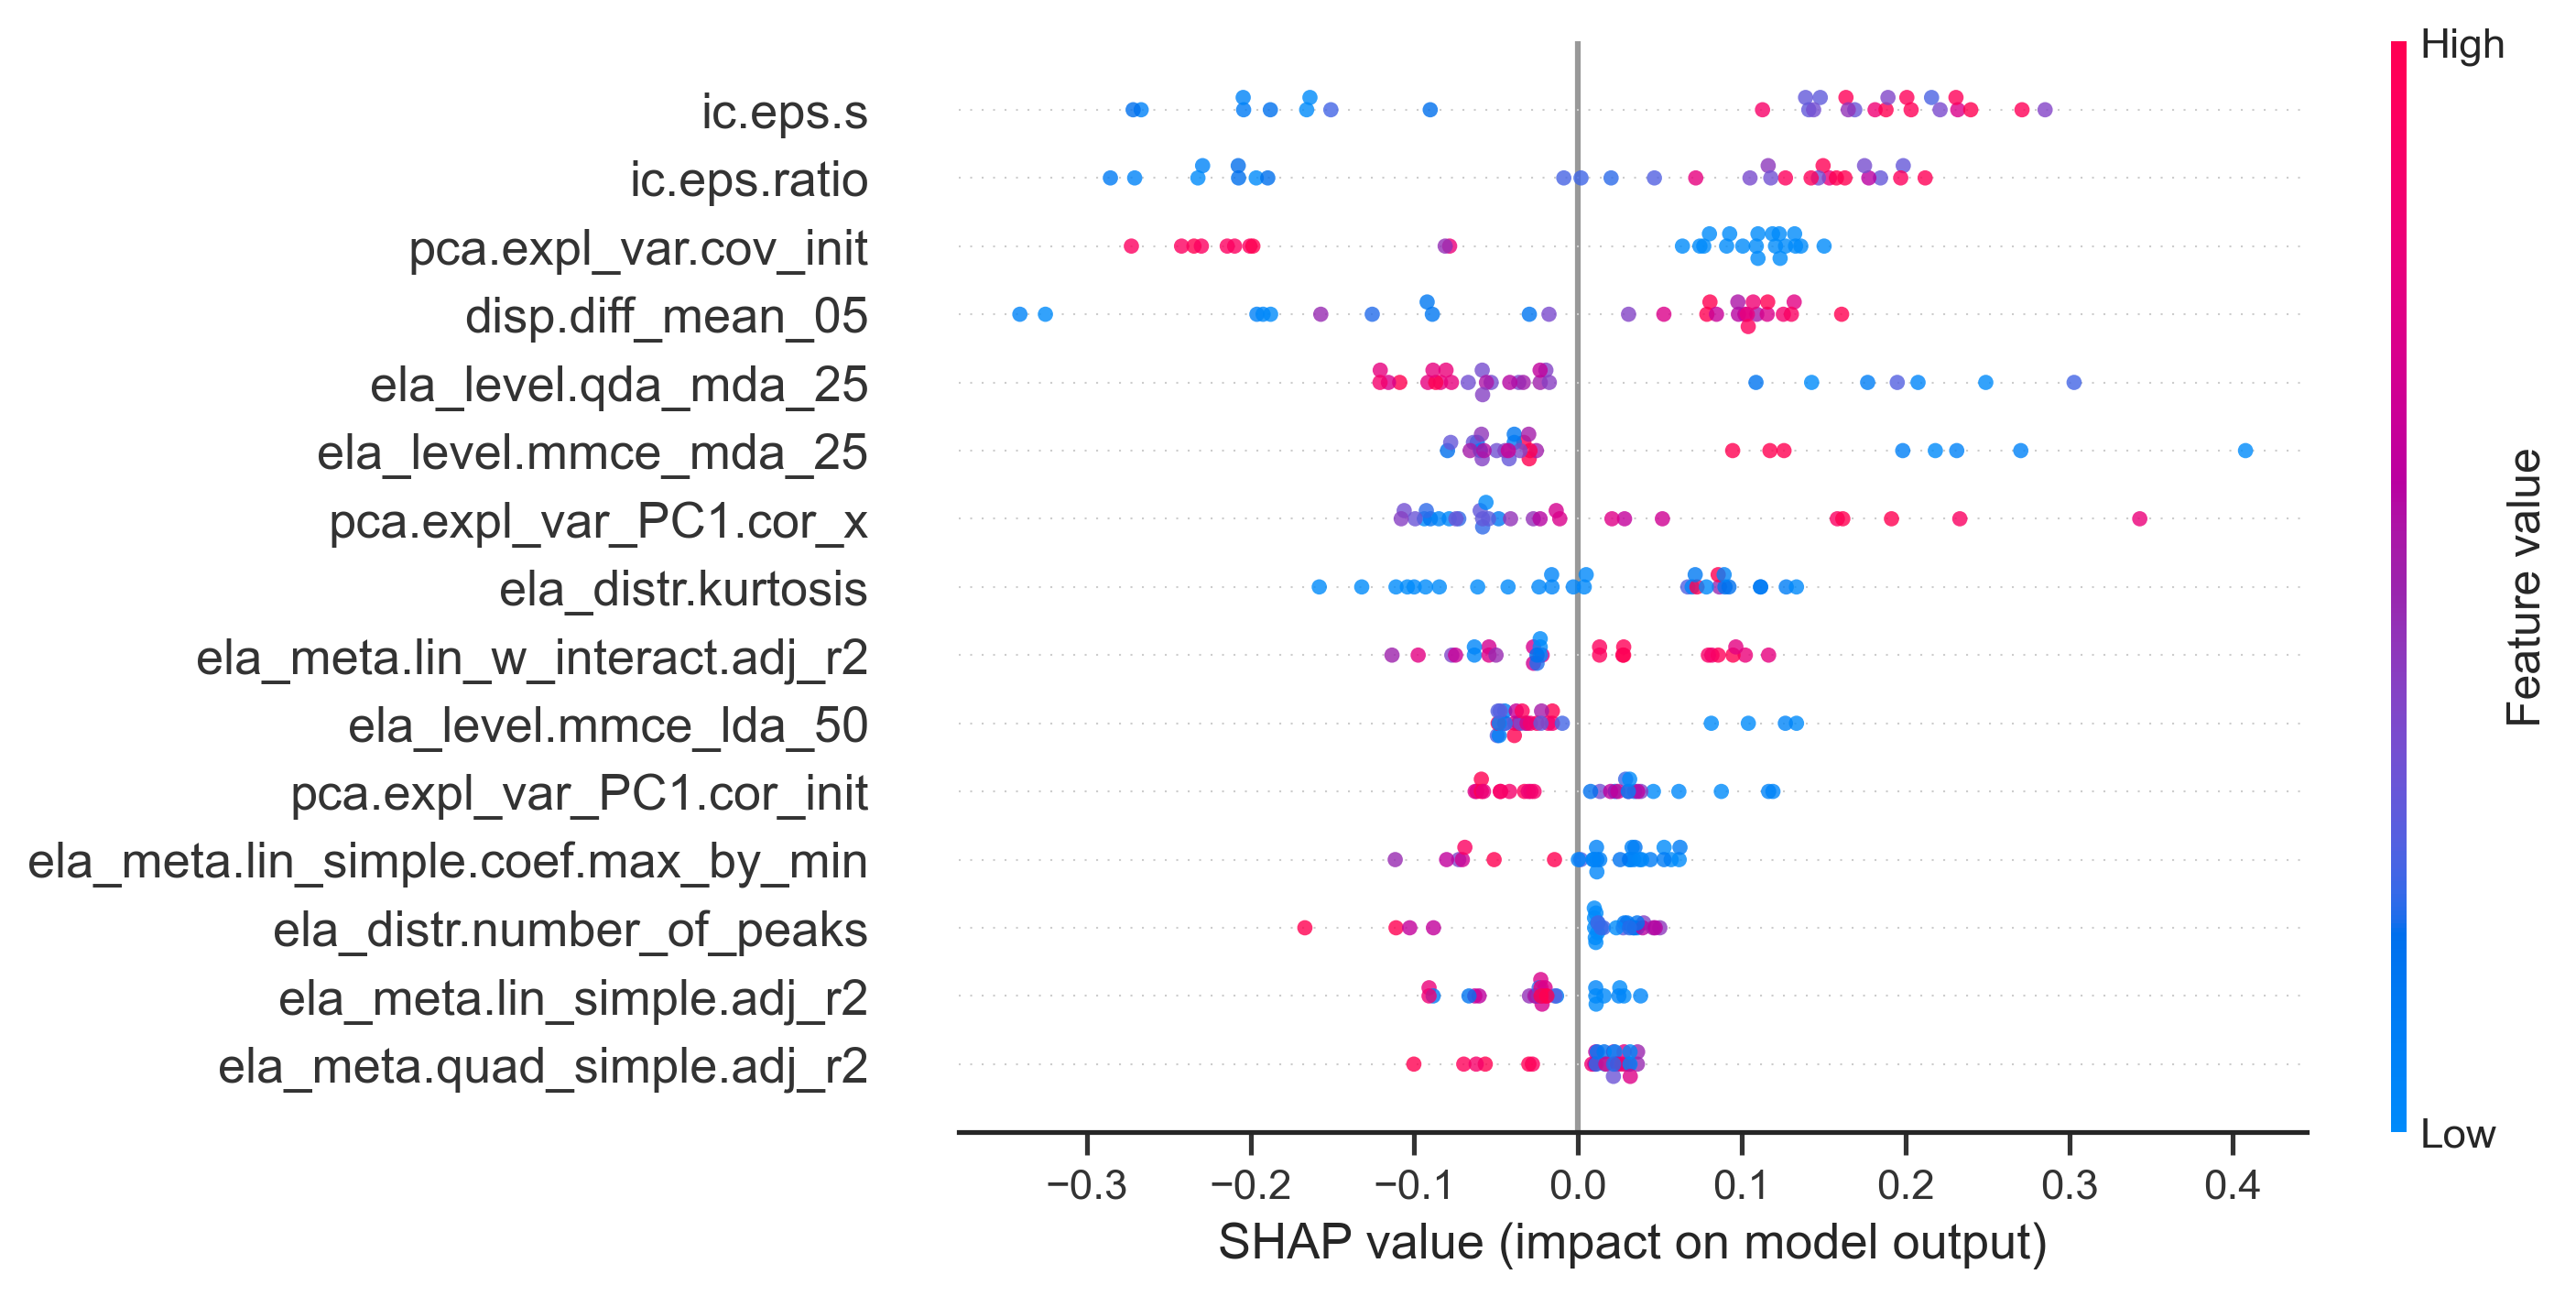 High
ic.eps.s
ic.eps.ratio
pca.expl_var.cov_init
disp.diff_mean_05
ela_level.qda_mda_25
ela_level.mmce_mda_25
pca.expl_var_PC1.cor_x
ela_distr.kurtosis
ela_meta.lin_w_interact.adj_r2
ela_level.mmce_lda_50
pca.expl_var_PC1.cor_init
ela_meta.lin_simple.coef.max_by_min
ela_distr.number_of_peaks
ela_meta.lin_simple.adj_r2
ela_meta.quad_simple.adj_r2
Feature value
Low
−0.3 −0.2 −0.1 0.0 0.1 0.2 0.3 0.4
SHAP value (impact on model output)